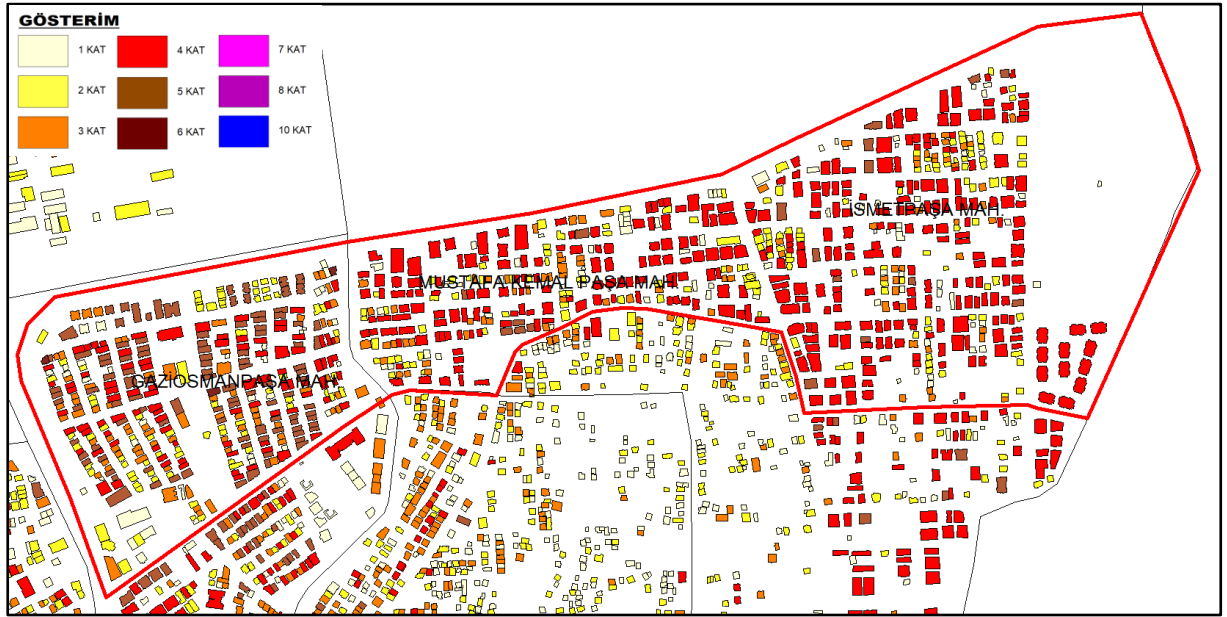 GÖSTERİM
1 KAT
4 KAT
7 KAT
2 KAT
5 KAT
8 KAT
3 KAT
6 KAT
10 KAT
İSMETPAŞA MAH.
MUSTAFA KEMAL PAŞA MAH.
GAZİOSMANPAŞA MAH.